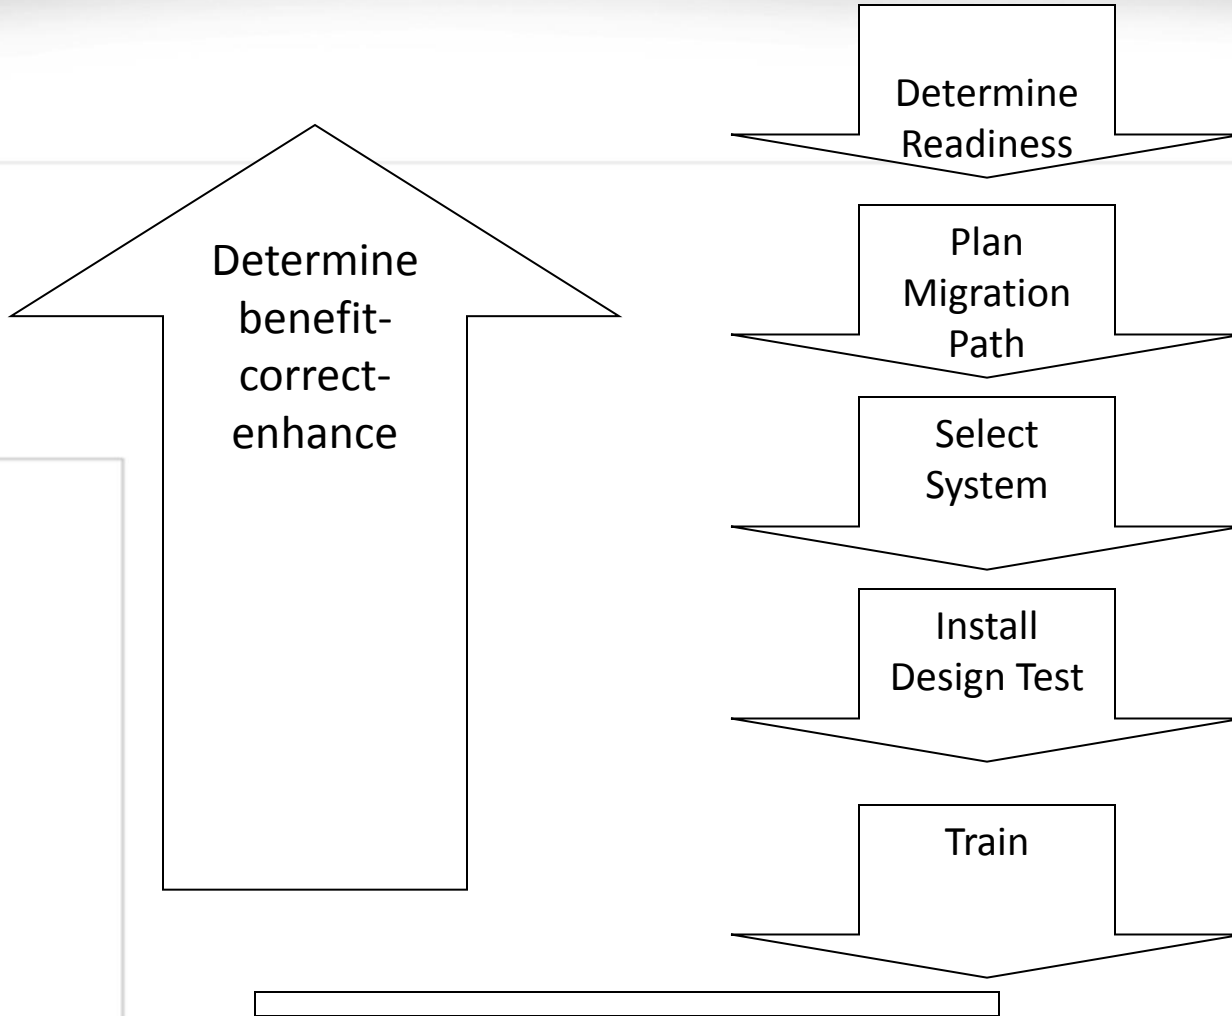 Determine
benefit-
correct-
enhance
Determine
Readiness
Plan
Migration
Path
Select
System
Install
Design Test
Train